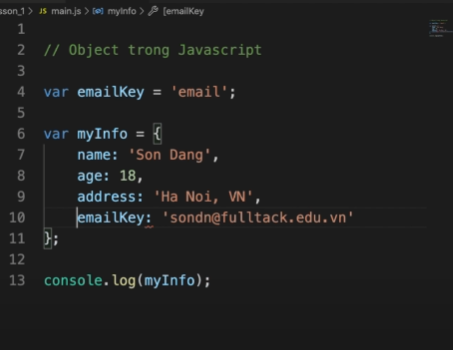 sson_1 > JS main.js > myInfo > [emailKey
1
2 // Object trong Javascript
3
4 var emailKey = 'email';
5
6 var myInfo = {
7 name: 'Son Dang',
8 age: 18,
9 address: 'Ha Noi, VN',
10 emailKey: 'sondn@fulltack.edu.vn'
11 };
12
13 console.log(myInfo);